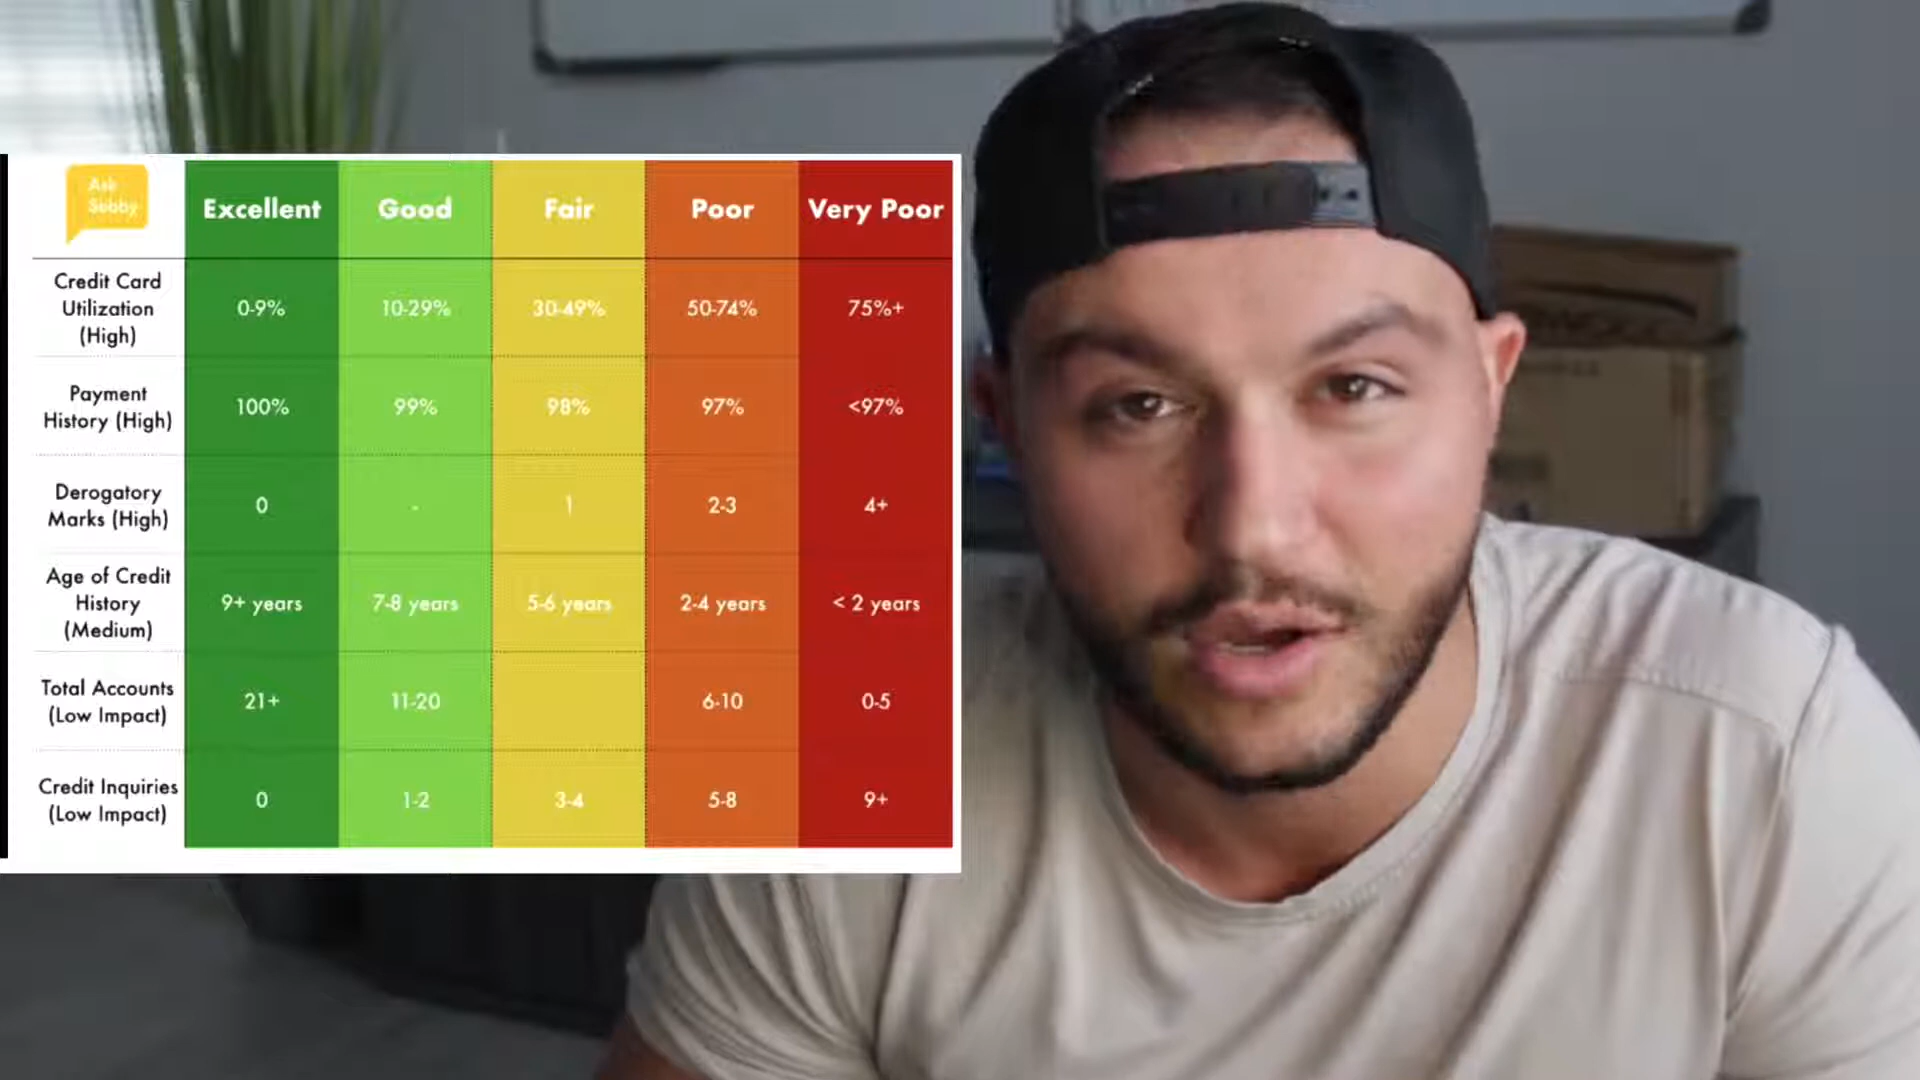 Ask
Sebby
Excellent Good Fair Poor Very Poor
Credit Card
Utilization
(High)
0-9% 10-29% 30-49% 50-74% 75%+
Payment
History (High)
100% 99% 98% 97% <97%
Derogatory
Marks (High)
0 - 1 2-3 4+
Age of Credit
History
(Medium)
9+ years 7-8 years 5-6 years 2-4 years < 2 years
Total Accounts
(Low Impact)
21+ 11-20 6-10 0-5
Credit Inquiries
(Low Impact)
0 1-2 3-4 5-8 9+